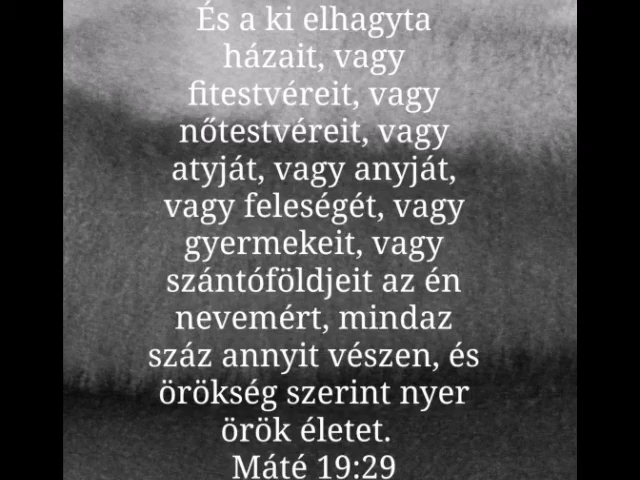 És a ki elhagyta
házait, vagy
fitestvéreit, vagy
nőtestvéreit, vagy
atyját, vagy anyját,
vagy feleségét, vagy
gyermekeit, vagy
szántóföldjeit az én
nevemért, mindaz
száz annyit vészen, és
örökség szerint nyer
örök életet.
Máté 19:29